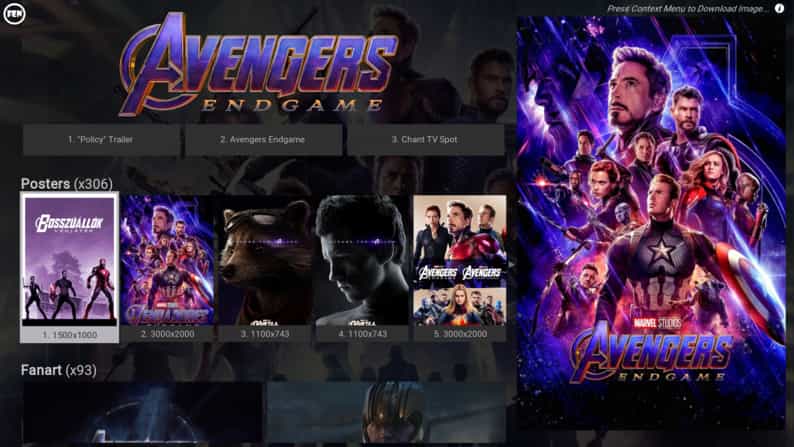 FEN
Press Context Menu to Download Image...
AVENGERS
ENDGAME
1. "Policy" Trailer
2. Avengers Endgame
3. Chant TV Spot
Posters (x306)
BOSSZÚÁLLÓK
VÉGJÁTÉK
AVENGERS
AVENGERS
1. 1500x1000
2. 3000x2000
3. 1100x743
4. 1100x743
5. 3000x2000
MARVEL STUDIOS
AVENGERS
ENDGAME
Fanart (x93)